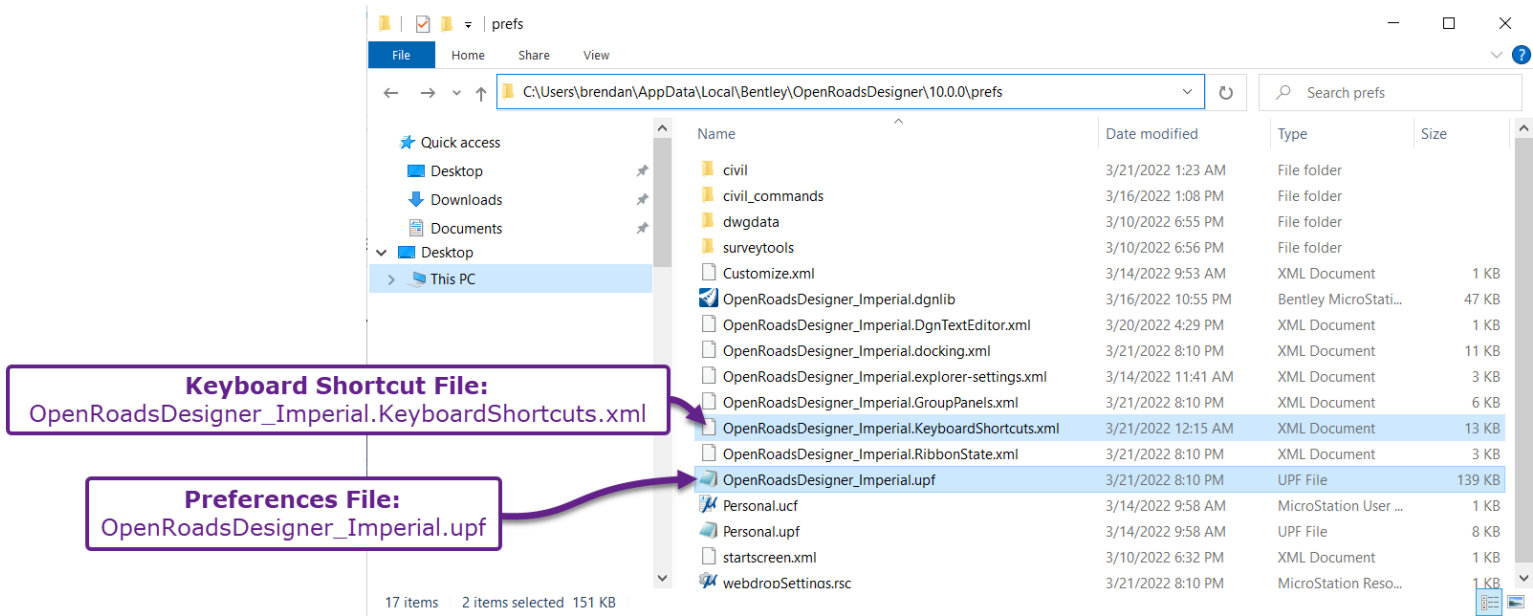 prefs
File Home Share View
C:\Users\brendan\AppData\Local\Bentley\OpenRoadsDesigner\10.0.0\prefs
Search prefs
Quick access
Desktop
Downloads
Documents
Desktop
This PC
Name Date modified Type Size
civil 3/21/2022 1:23 AM File folder
civil_commands 3/16/2022 1:08 PM File folder
dwgdata 3/10/2022 6:55 PM File folder
surveytools 3/10/2022 6:56 PM File folder
Customize.xml 3/14/2022 9:53 AM XML Document 1 KB
OpenRoadsDesigner_Imperial.dgnlib 3/16/2022 10:55 PM Bentley MicroStati... 47 KB
OpenRoadsDesigner_Imperial.DgnTextEditor.xml 3/20/2022 4:29 PM XML Document 1 KB
OpenRoadsDesigner_Imperial.docking.xml 3/21/2022 8:10 PM XML Document 11 KB
OpenRoadsDesigner_Imperial.explorer-settings.xml 3/14/2022 11:41 AM XML Document 3 KB
OpenRoadsDesigner_Imperial.GroupPanels.xml 3/21/2022 8:10 PM XML Document 6 KB
OpenRoadsDesigner_Imperial.KeyboardShortcuts.xml 3/21/2022 12:15 AM XML Document 13 KB
OpenRoadsDesigner_Imperial.RibbonState.xml 3/21/2022 8:10 PM XML Document 3 KB
OpenRoadsDesigner_Imperial.upf 3/21/2022 8:10 PM UPF File 139 KB
Personal.ucf 3/14/2022 9:58 AM MicroStation User ... 1 KB
Personal.upf 3/14/2022 9:58 AM UPF File 8 KB
startscreen.xml 3/10/2022 6:32 PM XML Document 1 KB
webdropSettings.rsc 3/21/2022 8:10 PM MicroStation Reso... 1 KB
Keyboard Shortcut File:
OpenRoadsDesigner_Imperial.KeyboardShortcuts.xml
Preferences File:
OpenRoadsDesigner_Imperial.upf
17 items 2 items selected 151 KB